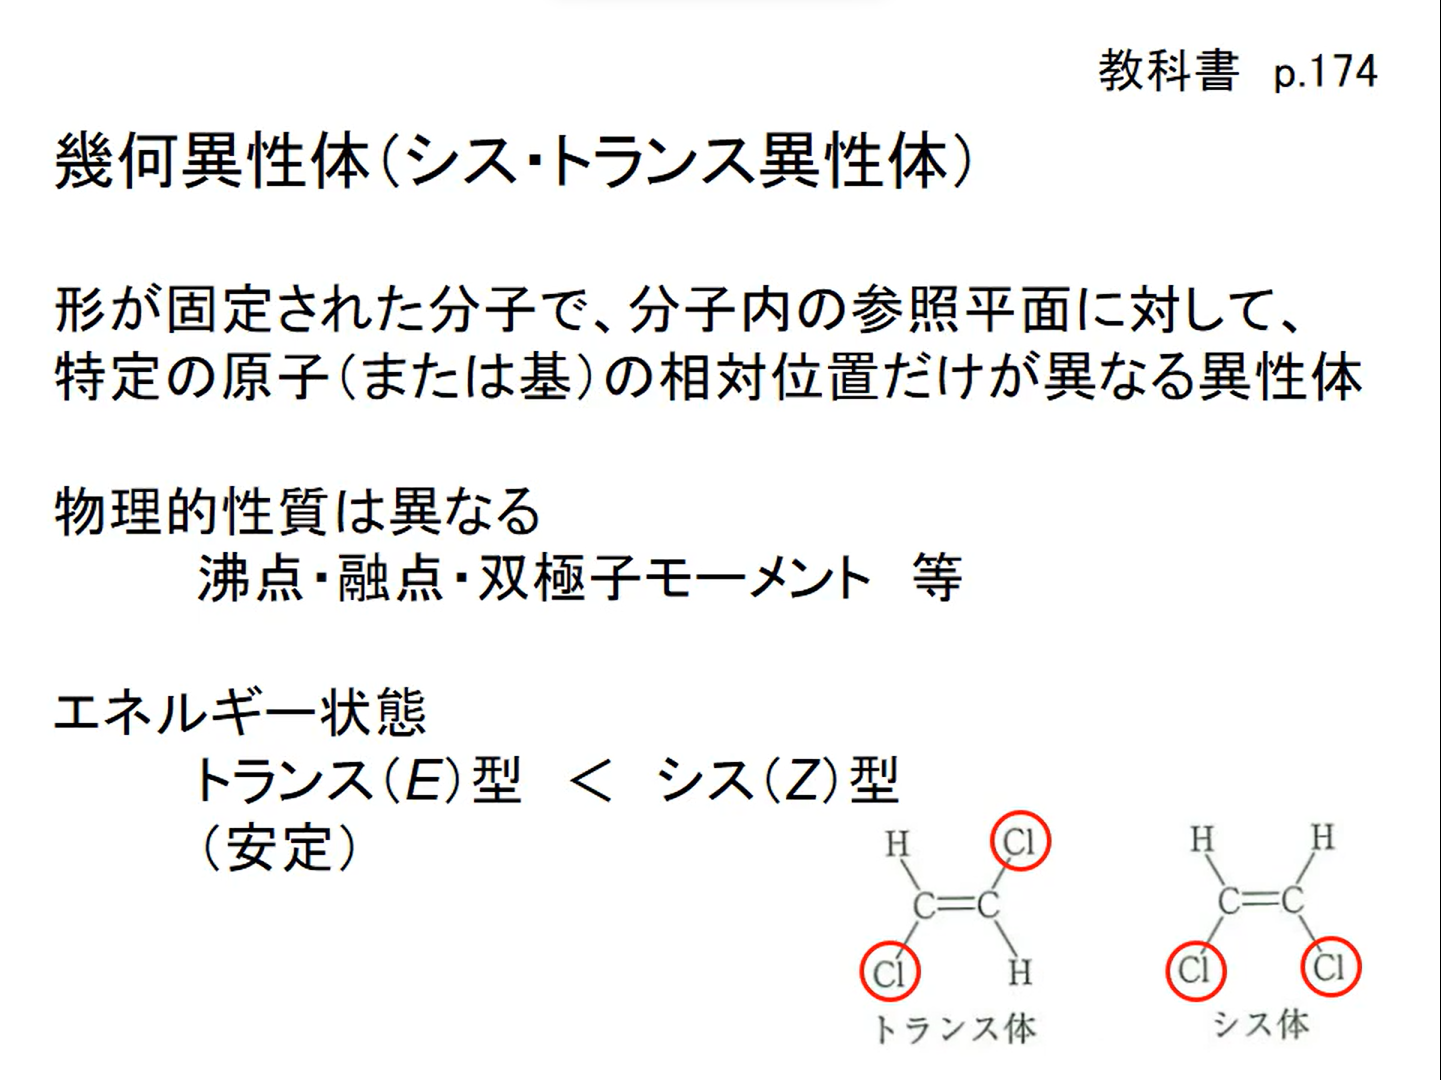 教科書　p.174
幾何異性体（シス・トランス異性体）
形が固定された分子で、分子内の参照平面に対して、
特定の原子（または基）の相対位置だけが異なる異性体
物理的性質は異なる
沸点・融点・双極子モーメント　等
エネルギー状態
トランス（E）型　＜　シス（Z）型
（安定）
H Cl
C=C
Cl H
トランス体
H H
C=C
Cl Cl
シス体